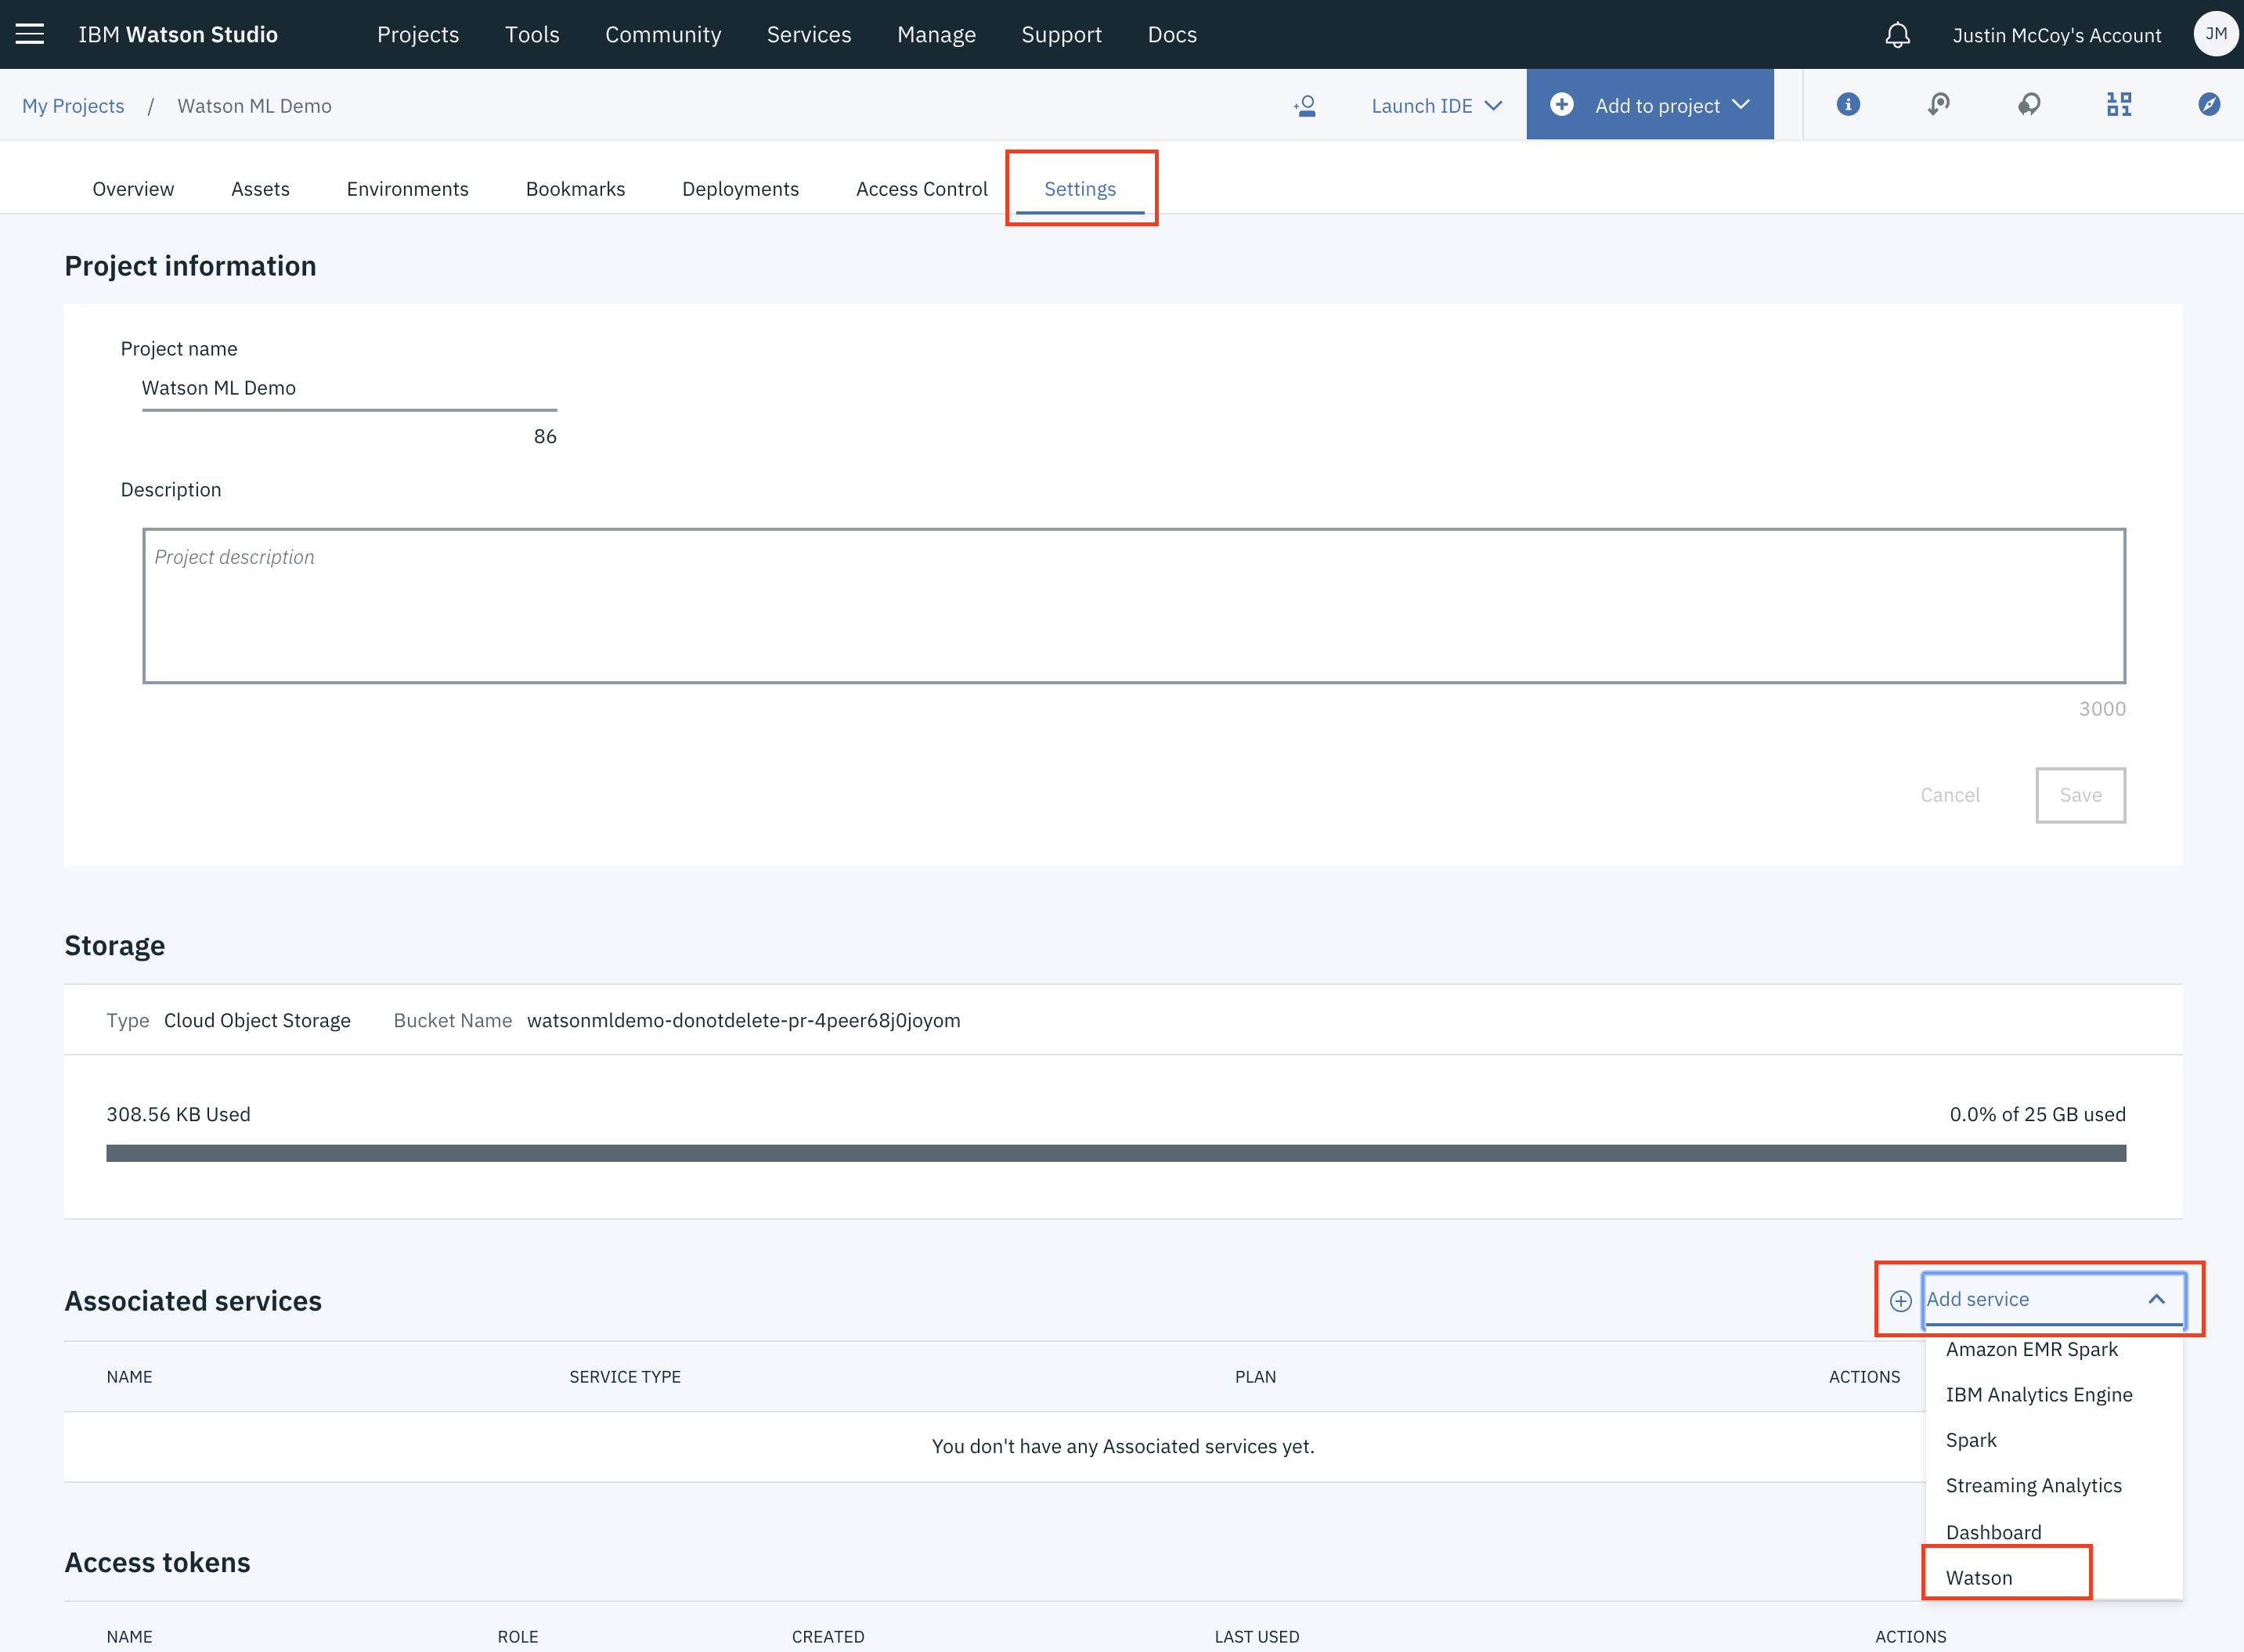 IBM Watson Studio Projects Tools Community Services Manage Support Docs Justin McCoy's Account JM
My Projects / Watson ML Demo Launch IDE Add to project
Overview Assets Environments Bookmarks Deployments Access Control Settings
Project information
Project name
Watson ML Demo
86
Description
Project description
3000
Cancel Save
Storage
Type Cloud Object Storage Bucket Name watsonmldemo-donotdelete-pr-4peer68j0joyom
308.56 KB Used 0.0% of 25 GB used
Associated services Add service
Amazon EMR Spark
NAME SERVICE TYPE PLAN ACTIONS
IBM Analytics Engine
Spark
You don't have any Associated services yet.
Streaming Analytics
Dashboard
Access tokens
Watson
NAME ROLE CREATED LAST USED ACTIONS